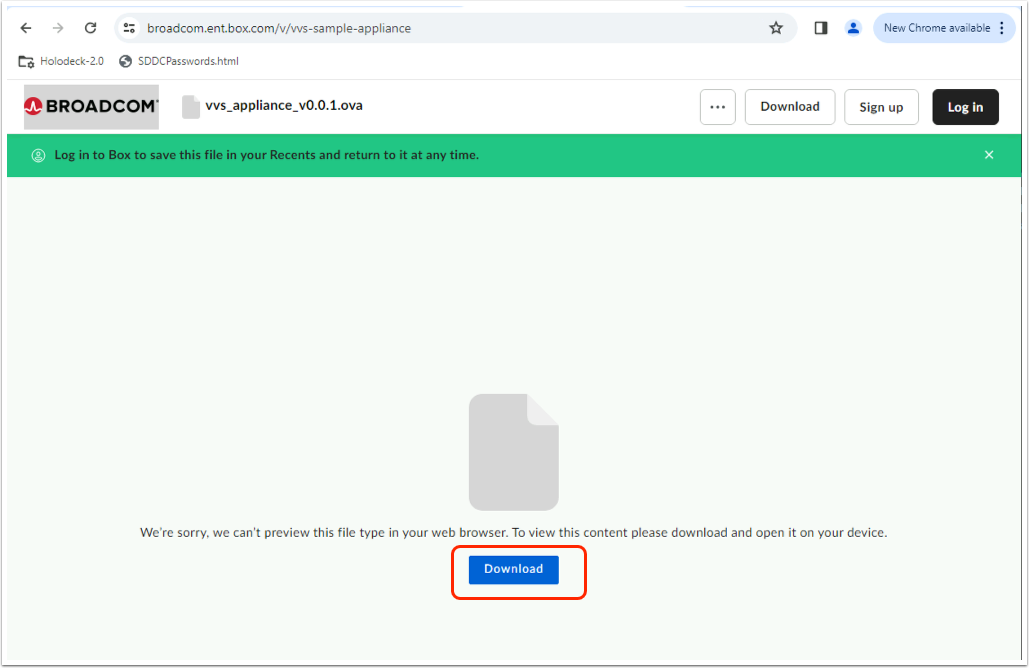 broadcom.ent.box.com/v/vvs-sample-appliance
New Chrome available
Holodeck-2.0
SDDCPasswords.html
BROADCOM
vvs_appliance_v0.0.1.ova
Download
Sign up
Log in
Log in to Box to save this file in your Recents and return to it at any time.
We're sorry, we can't preview this file type in your web browser. To view this content please download and open it on your device.
Download